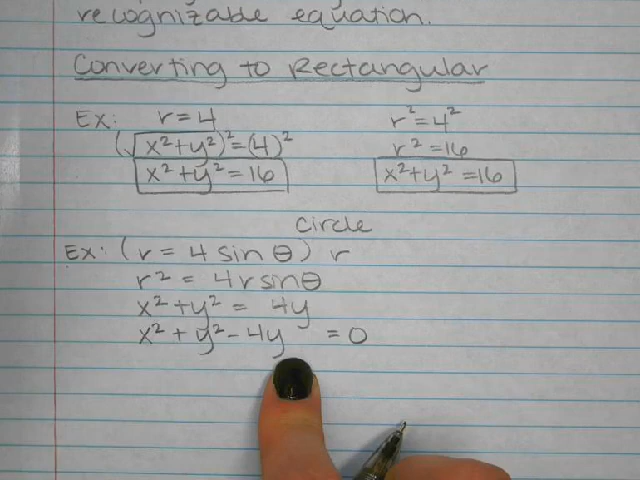 recognizable equation.
Converting to Rectangular
Ex: r = 4
(√x²+y²)² = (4)²
x² + y² = 16
r² = 4²
r² = 16
x² + y² = 16
circle
Ex: (r = 4 sin θ) r
r² = 4r sin θ
x² + y² = 4y
x² + y² - 4y = 0